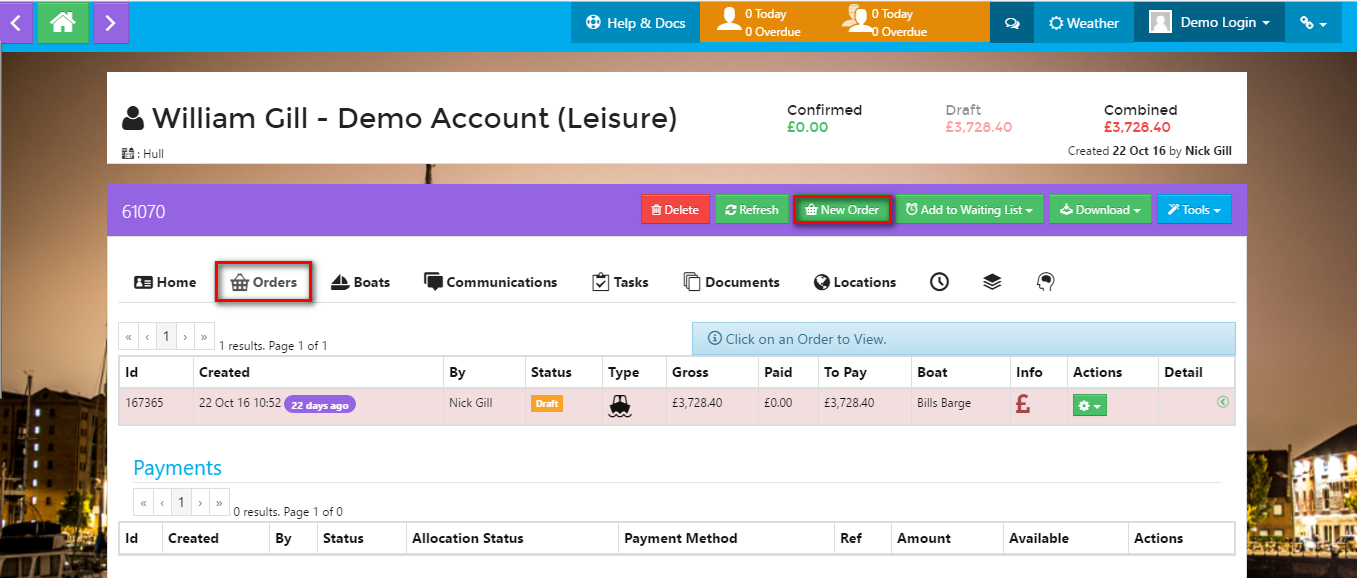 Help & Docs
0 Today
0 Overdue
0 Today
0 Overdue
Weather
Demo Login
William Gill - Demo Account (Leisure)
: Hull
Confirmed
£0.00
Draft
£3,728.40
Combined
£3,728.40
Created 22 Oct 16 by Nick Gill
61070
Delete
Refresh
New Order
Add to Waiting List
Download
Tools
Home
Orders
Boats
Communications
Tasks
Documents
Locations
« ‹ 1 › »
1 results. Page 1 of 1
Click on an Order to View.
Id Created By Status Type Gross Paid To Pay Boat Info Actions Detail
167365 22 Oct 16 10:52 22 days ago Nick Gill Draft £3,728.40 £0.00 £3,728.40 Bills Barge £
Payments
« ‹ 1 › »
0 results. Page 1 of 0
Id Created By Status Allocation Status Payment Method Ref Amount Available Actions